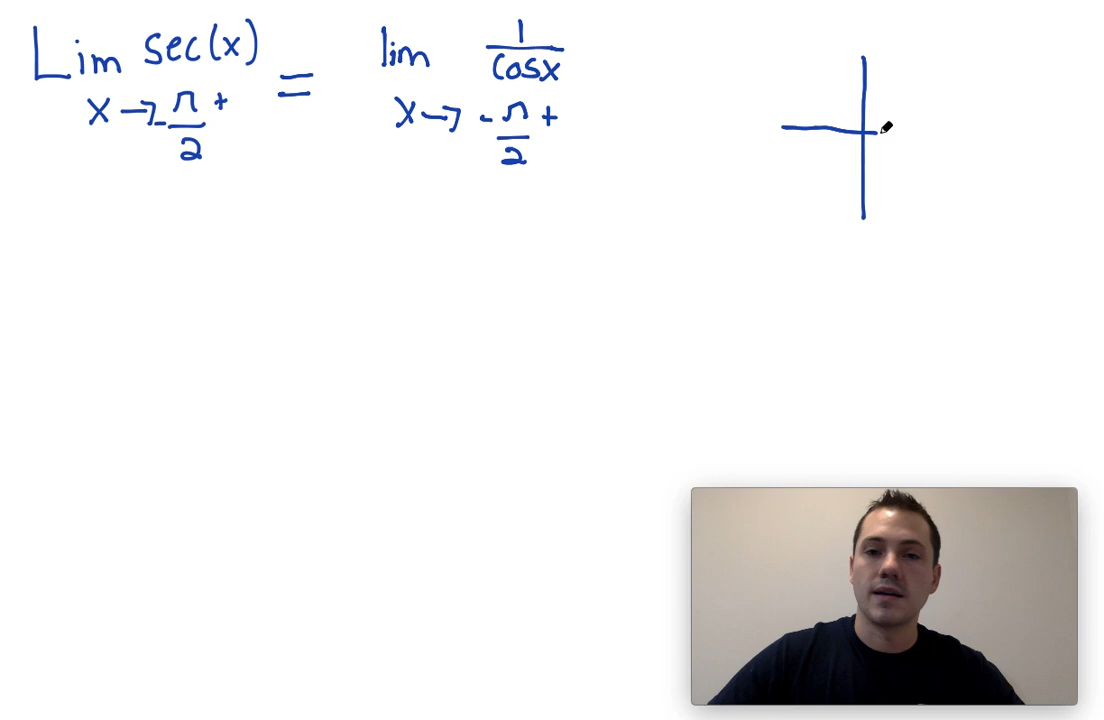 Lim sec(x) = lim 1/cosx
x→-π/2+ x→-π/2+